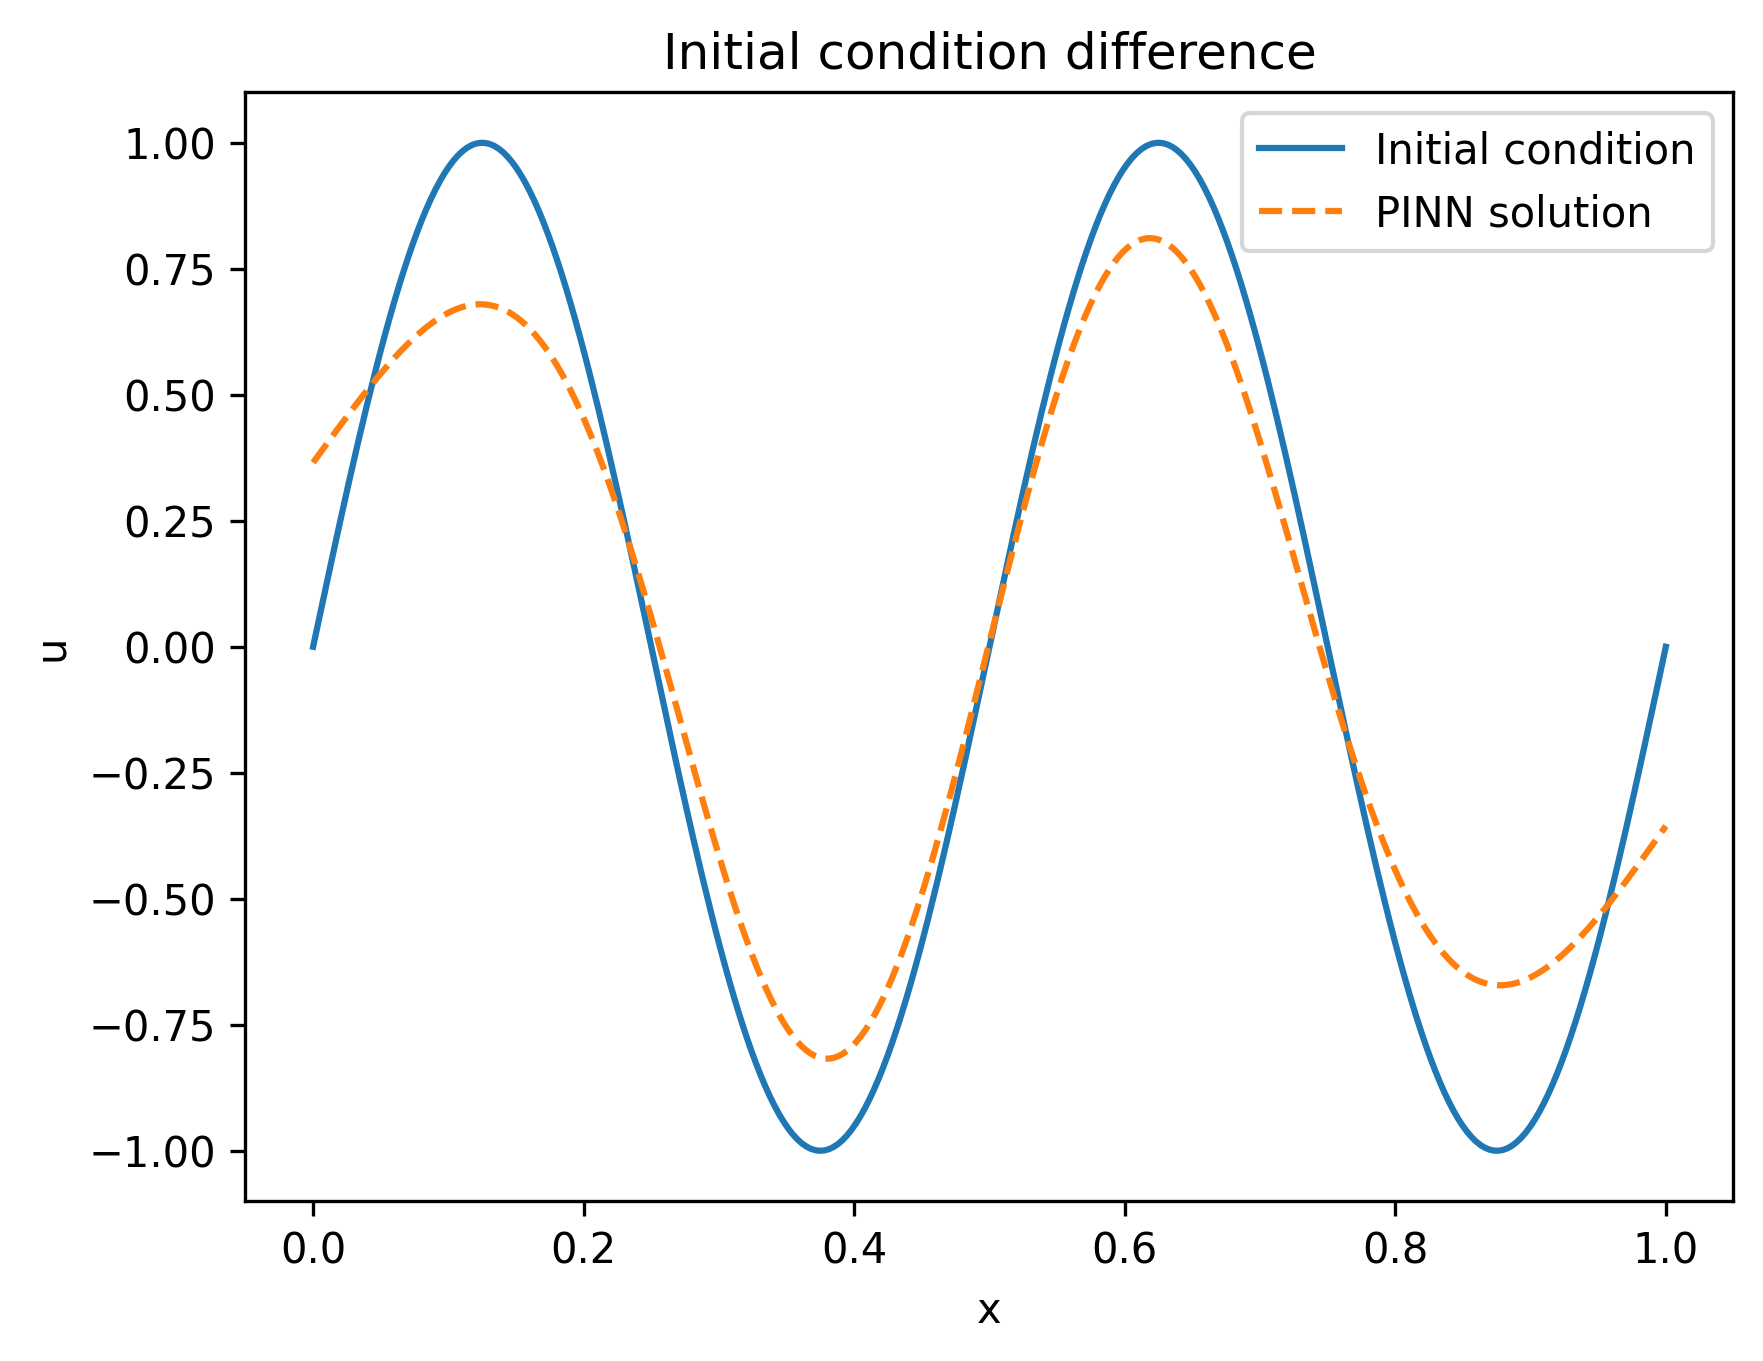 Initial condition difference
Initial condition
PINN solution
1.00
0.75
0.50
0.25
0.00
−0.25
−0.50
−0.75
−1.00
u
0.0 0.2 0.4 0.6 0.8 1.0
x